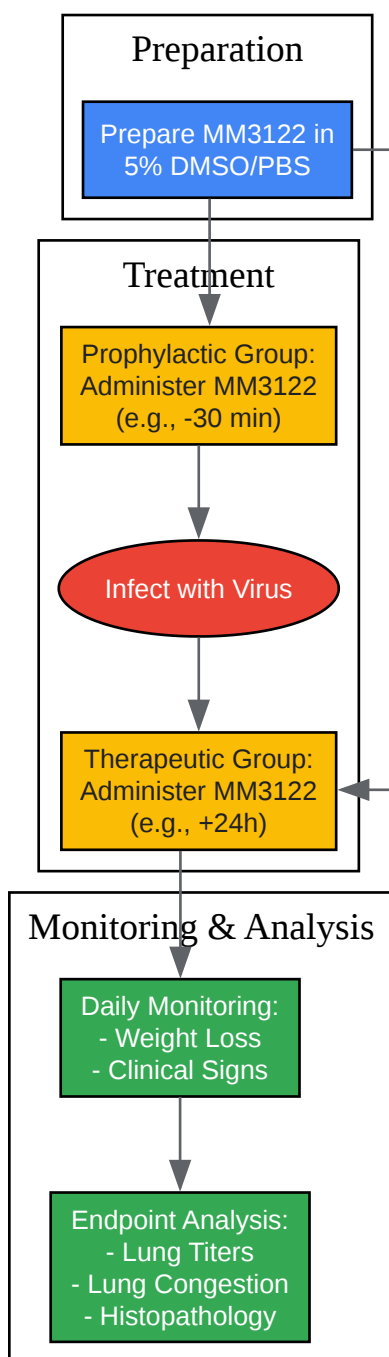 Preparation
Prepare MM3122 in
5% DMSO/PBS
Treatment
Prophylactic Group:
Administer MM3122
(e.g., -30 min)
Infect with Virus
Therapeutic Group:
Administer MM3122
(e.g., +24h)
Monitoring & Analysis
Daily Monitoring:
- Weight Loss
- Clinical Signs
Endpoint Analysis:
- Lung Titers
- Lung Congestion
- Histopathology